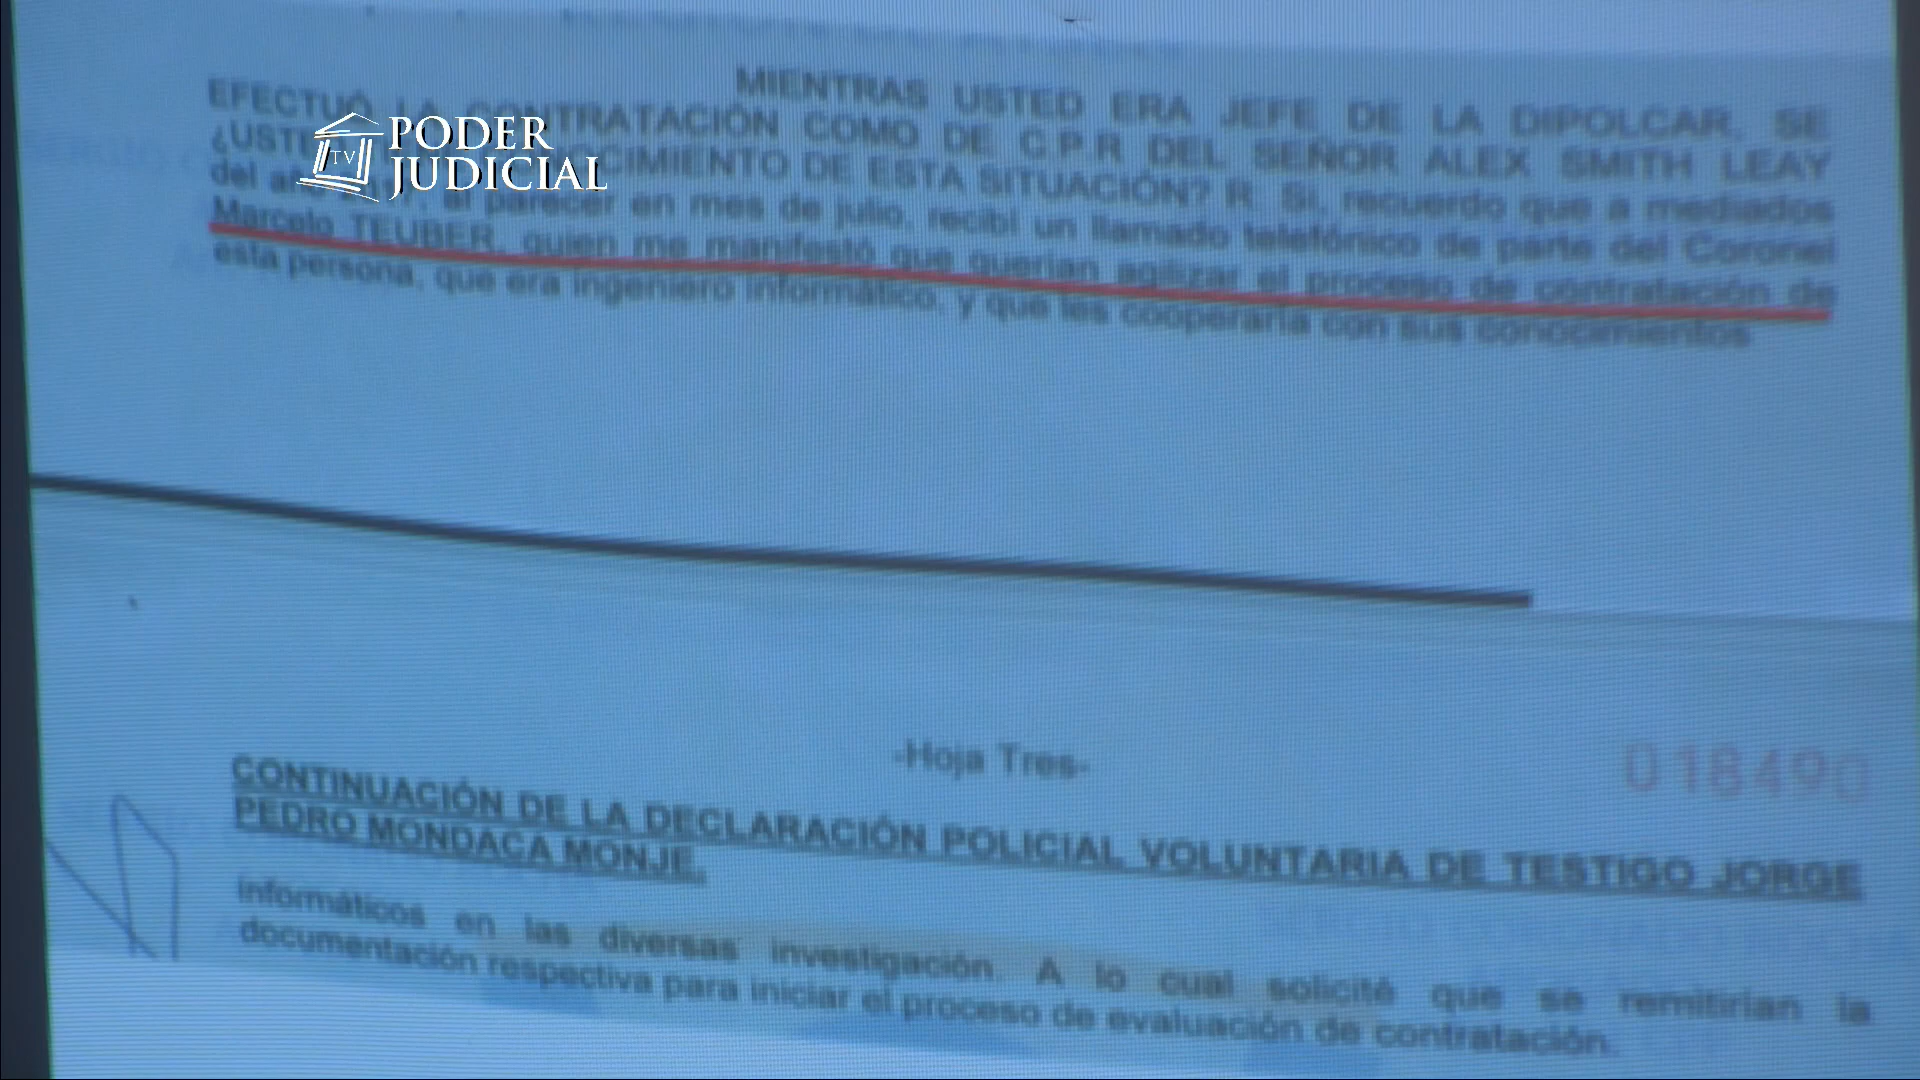 MIENTRAS USTED ERA JEFE DE LA DIPOLCAR, SE
EFECTUÓ LA CONTRATACIÓN COMO DE C.P.R DEL SEÑOR ALEX SMITH LEAY
¿USTED CIMIENTO DE ESTA SITUACIÓN? R: Si, recuerdo que a mediados
del al parecer en mes de julio, recibí un llamado telefónico de parte del Coronel
Marcelo TEUBER, quien me manifestó que querían agilizar el proceso de contratación de
esta persona, que era ingeniero informático, y que les cooperaría con sus conocimientos
TV
PODER
JUDICIAL
-Hoja Tres-
018490
CONTINUACIÓN DE LA DECLARACIÓN POLICIAL VOLUNTARIA DE TESTIGO JORGE
PEDRO MONDACA MONJE.
informáticos en las diversas investigación. A lo cual solicité que se remitirían la
documentación respectiva para iniciar el proceso de evaluación de contratación.